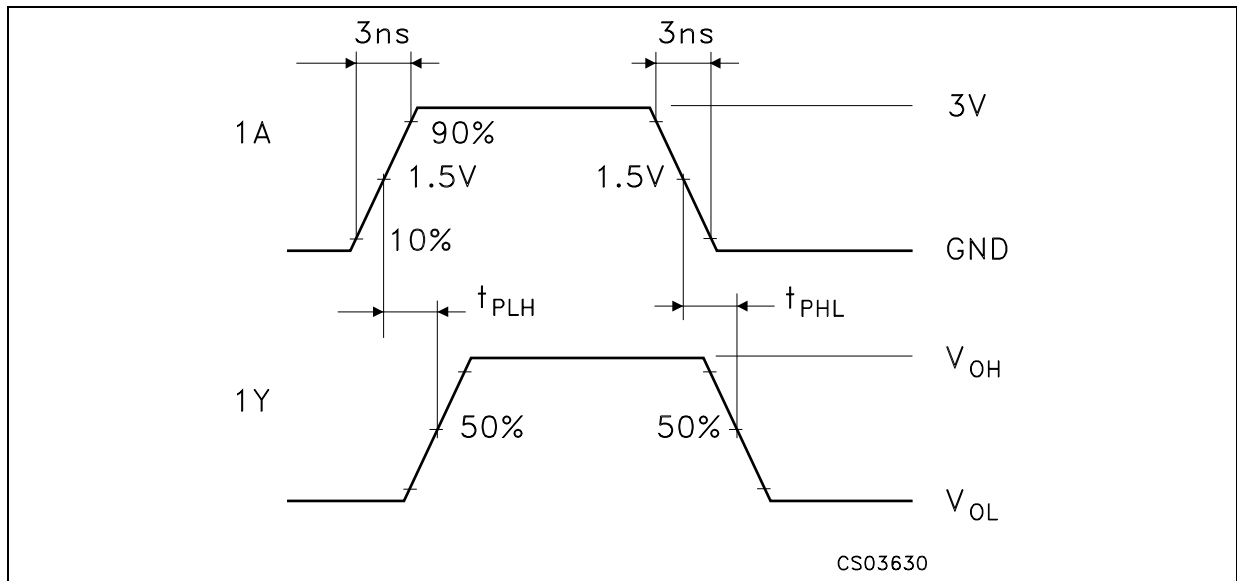 3ns 3ns
3V
1A
90%
1.5V 1.5V
10%
GND
tPLH tPHL
VOH
1Y
50% 50%
VOL
CS03630